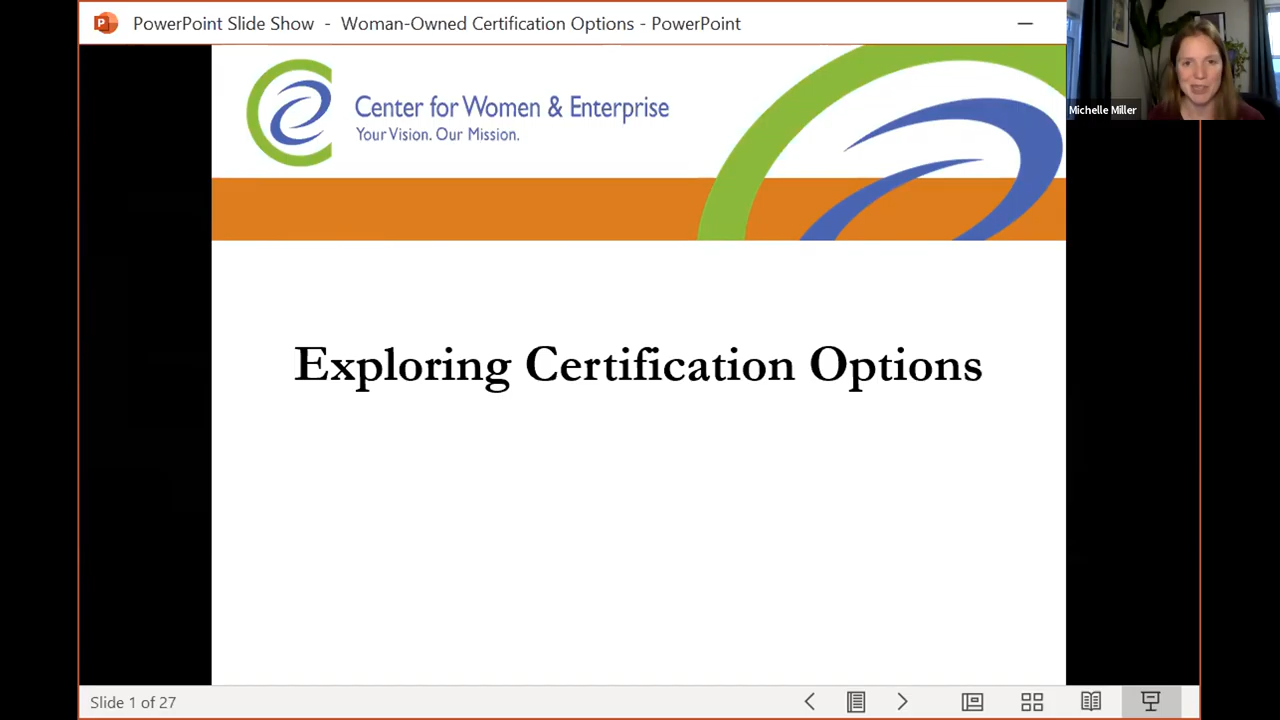 PowerPoint Slide Show - Woman-Owned Certification Options - PowerPoint
Michelle Miller
Center for Women & Enterprise
Your Vision. Our Mission.
Exploring Certification Options
Slide 1 of 27